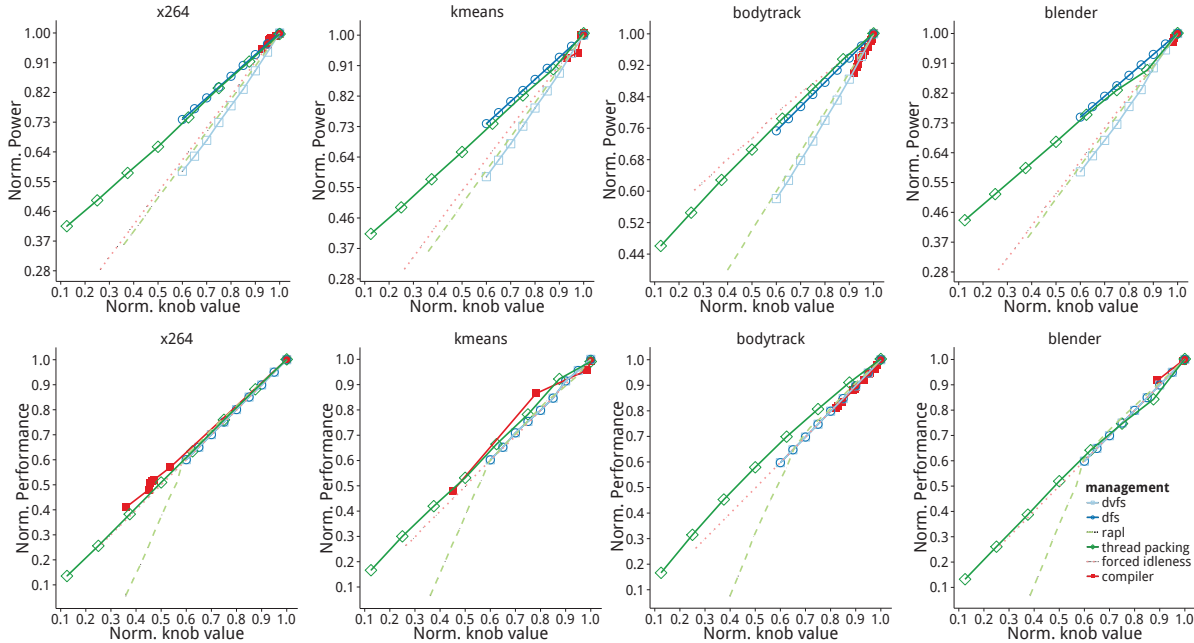 x264
kmeans
bodytrack
blender
Norm. Power
1.00
0.91
0.82
0.73
0.64
0.55
0.46
0.37
0.28
0.1 0.2 0.3 0.4 0.5 0.6 0.7 0.8 0.9 1.0
Norm. knob value
Norm. Power
1.00
0.91
0.82
0.73
0.64
0.55
0.46
0.37
0.28
0.1 0.2 0.3 0.4 0.5 0.6 0.7 0.8 0.9 1.0
Norm. knob value
Norm. Power
1.00
0.92
0.84
0.76
0.68
0.60
0.52
0.44
0.1 0.2 0.3 0.4 0.5 0.6 0.7 0.8 0.9 1.0
Norm. knob value
Norm. Power
1.00
0.91
0.82
0.73
0.64
0.55
0.46
0.37
0.28
0.1 0.2 0.3 0.4 0.5 0.6 0.7 0.8 0.9 1.0
Norm. knob value
x264
kmeans
bodytrack
blender
Norm. Performance
1.0
0.9
0.8
0.7
0.6
0.5
0.4
0.3
0.2
0.1
0.1 0.2 0.3 0.4 0.5 0.6 0.7 0.8 0.9 1.0
Norm. knob value
Norm. Performance
1.0
0.9
0.8
0.7
0.6
0.5
0.4
0.3
0.2
0.1
0.1 0.2 0.3 0.4 0.5 0.6 0.7 0.8 0.9 1.0
Norm. knob value
Norm. Performance
1.0
0.9
0.8
0.7
0.6
0.5
0.4
0.3
0.2
0.1
0.1 0.2 0.3 0.4 0.5 0.6 0.7 0.8 0.9 1.0
Norm. knob value
Norm. Performance
1.0
0.9
0.8
0.7
0.6
0.5
0.4
0.3
0.2
0.1
0.1 0.2 0.3 0.4 0.5 0.6 0.7 0.8 0.9 1.0
Norm. knob value
management
dvfs
dfs
rapl
thread packing
forced idleness
compiler